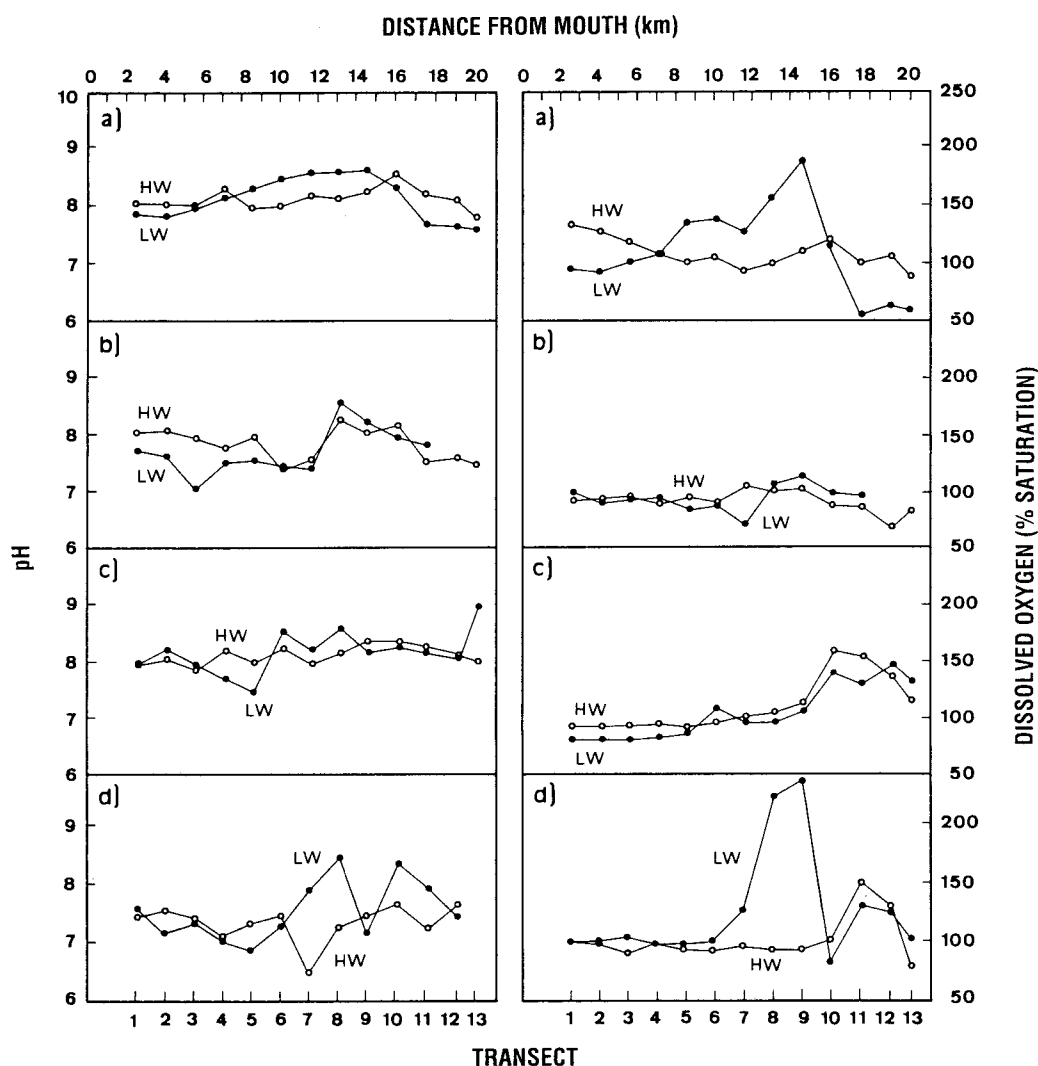 DISTANCE FROM MOUTH (km)
0 2 4 6 8 10 12 14 16 18 20
0 2 4 6 8 10 12 14 16 18 20
10
9
8
7
6
9
8
7
6
9
8
7
6
9
8
7
6
pH
a)
HW
LW
b)
HW
LW
c)
HW
LW
d)
LW
HW
a)
HW
LW
b)
HW
LW
c)
HW
LW
d)
LW
HW
250
200
150
100
50
200
150
100
50
200
150
100
50
200
150
100
50
DISSOLVED OXYGEN (% SATURATION)
1 2 3 4 5 6 7 8 9 10 11 12 13
1 2 3 4 5 6 7 8 9 10 11 12 13
TRANSECT